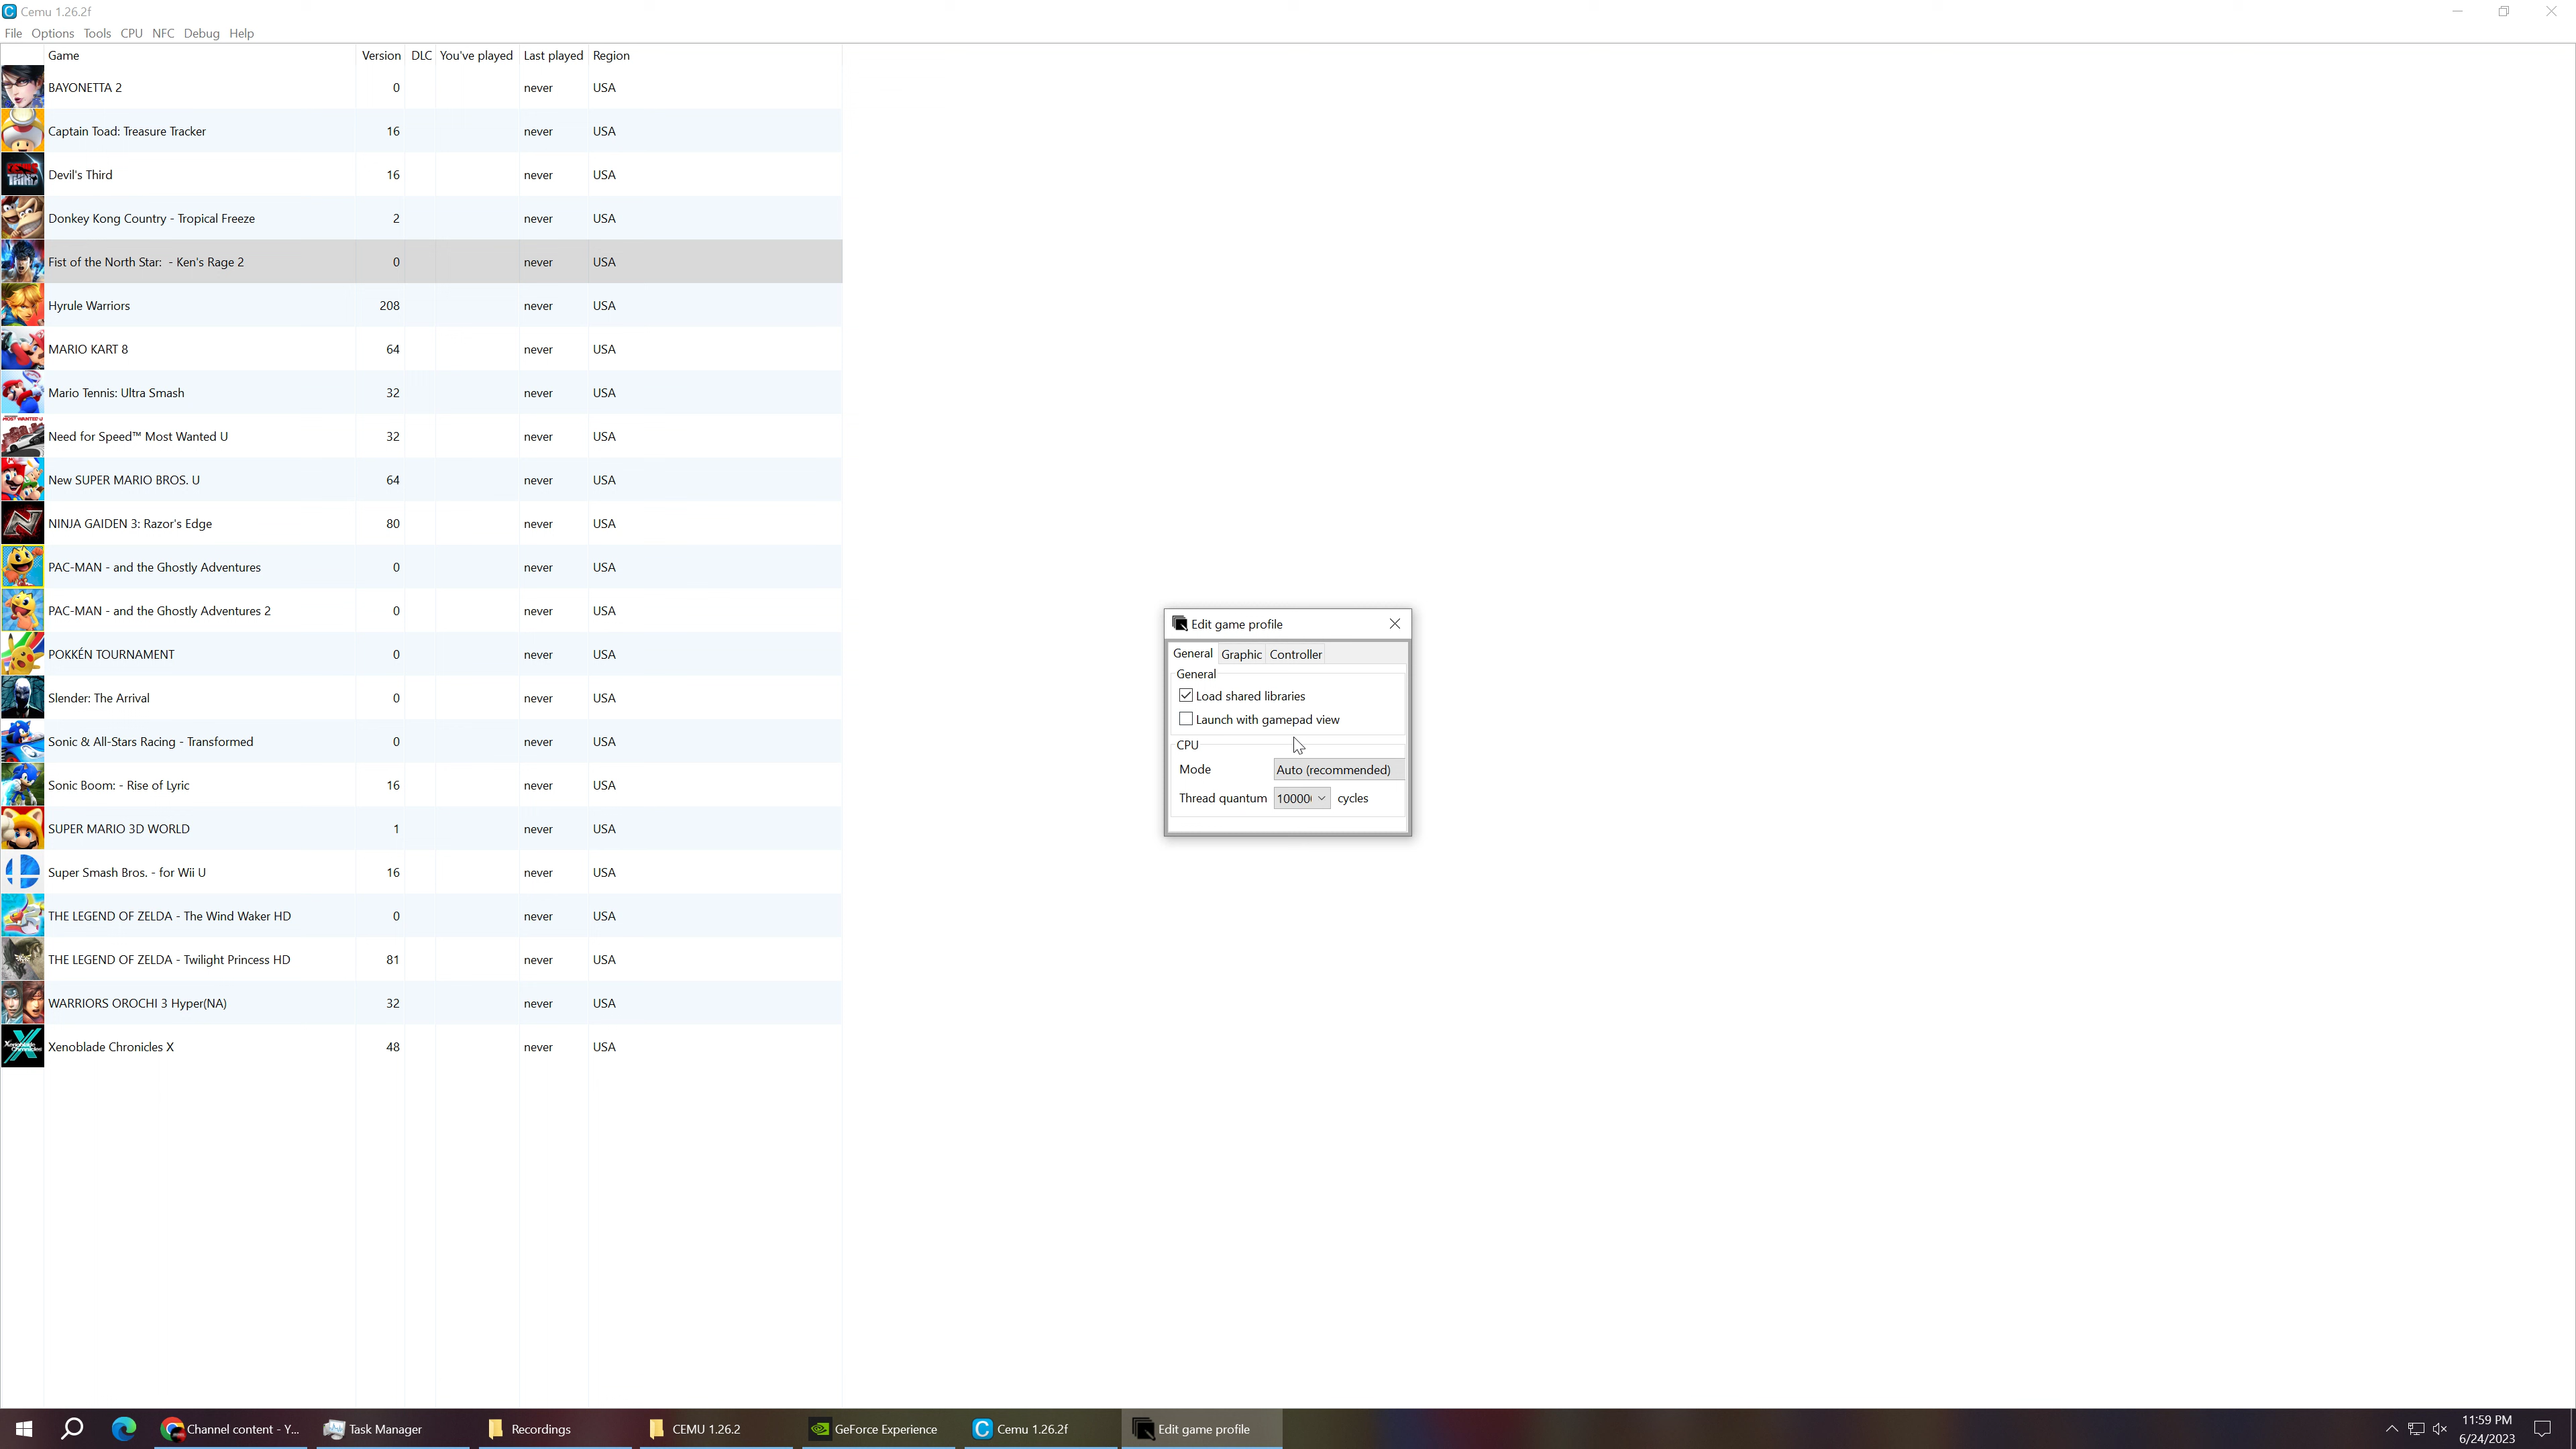 Cemu 1.26.2f
File Options Tools CPU NFC Debug Help
Game Version DLC You've played Last played Region
BAYONETTA 2 0 never USA
Captain Toad: Treasure Tracker 16 never USA
Devil's Third 16 never USA
Donkey Kong Country - Tropical Freeze 2 never USA
Fist of the North Star: - Ken's Rage 2 0 never USA
Hyrule Warriors 208 never USA
MARIO KART 8 64 never USA
Mario Tennis: Ultra Smash 32 never USA
Need for Speed™ Most Wanted U 32 never USA
New SUPER MARIO BROS. U 64 never USA
NINJA GAIDEN 3: Razor's Edge 80 never USA
PAC-MAN - and the Ghostly Adventures 0 never USA
PAC-MAN - and the Ghostly Adventures 2 0 never USA
POKKÉN TOURNAMENT 0 never USA
Slender: The Arrival 0 never USA
Sonic & All-Stars Racing - Transformed 0 never USA
Sonic Boom: - Rise of Lyric 16 never USA
SUPER MARIO 3D WORLD 1 never USA
Super Smash Bros. - for Wii U 16 never USA
THE LEGEND OF ZELDA - The Wind Waker HD 0 never USA
THE LEGEND OF ZELDA - Twilight Princess HD 81 never USA
WARRIORS OROCHI 3 Hyper(NA) 32 never USA
Xenoblade Chronicles X 48 never USA
Edit game profile
General Graphic Controller
General
Load shared libraries
Launch with gamepad view
CPU
Mode Auto (recommended)
Thread quantum 10000 cycles
Channel content - Y... Task Manager Recordings CEMU 1.26.2 GeForce Experience Cemu 1.26.2f Edit game profile
11:59 PM
6/24/2023